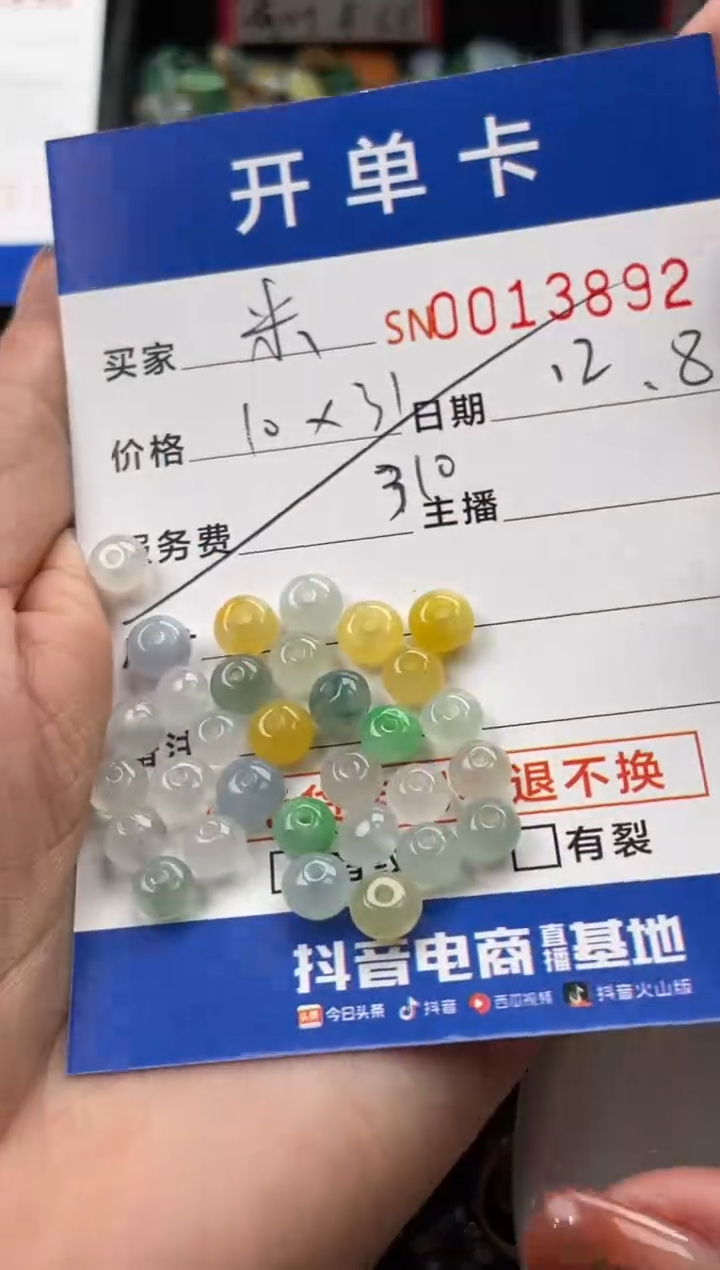 开单卡
买家 米 SN0013892
价格 10×31 日期 12.8
服务费 310 主播
备注
退不换
有裂
抖音电商直播基地
今日头条 抖音 西瓜视频 抖音火山版